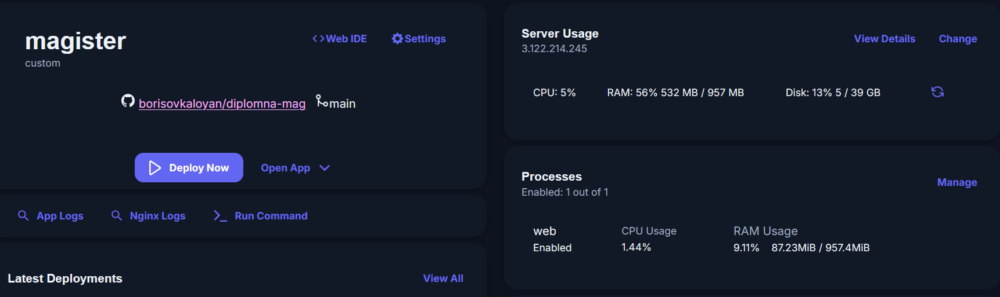 magister
custom
Web IDE
Settings
borisovkaloyan/diplomna-mag
main
Deploy Now
Open App
App Logs
Nginx Logs
Run Command
Latest Deployments
View All
Server Usage
3.122.214.245
View Details
Change
CPU: 5%
RAM: 56% 532 MB / 957 MB
Disk: 13% 5 / 39 GB
Processes
Enabled: 1 out of 1
Manage
web
Enabled
CPU Usage
1.44%
RAM Usage
9.11% 87.23MiB / 957.4MiB